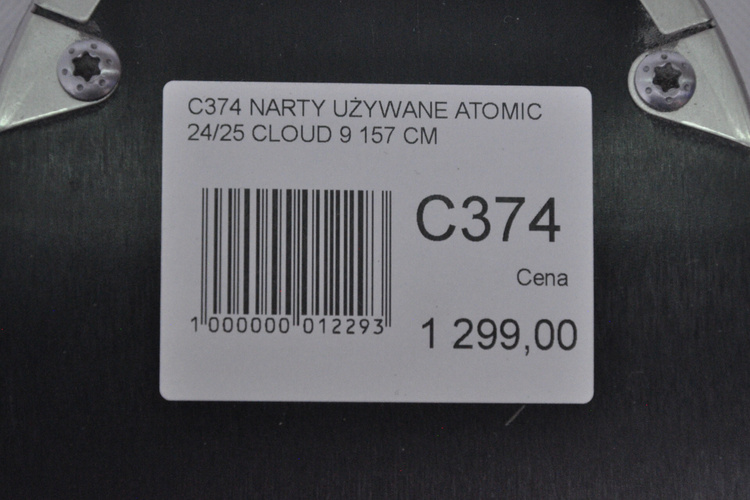 C374 NARTY UŻYWANE ATOMIC
24/25 CLOUD 9 157 CM
C374
Cena
1 299,00
1 000000 012293